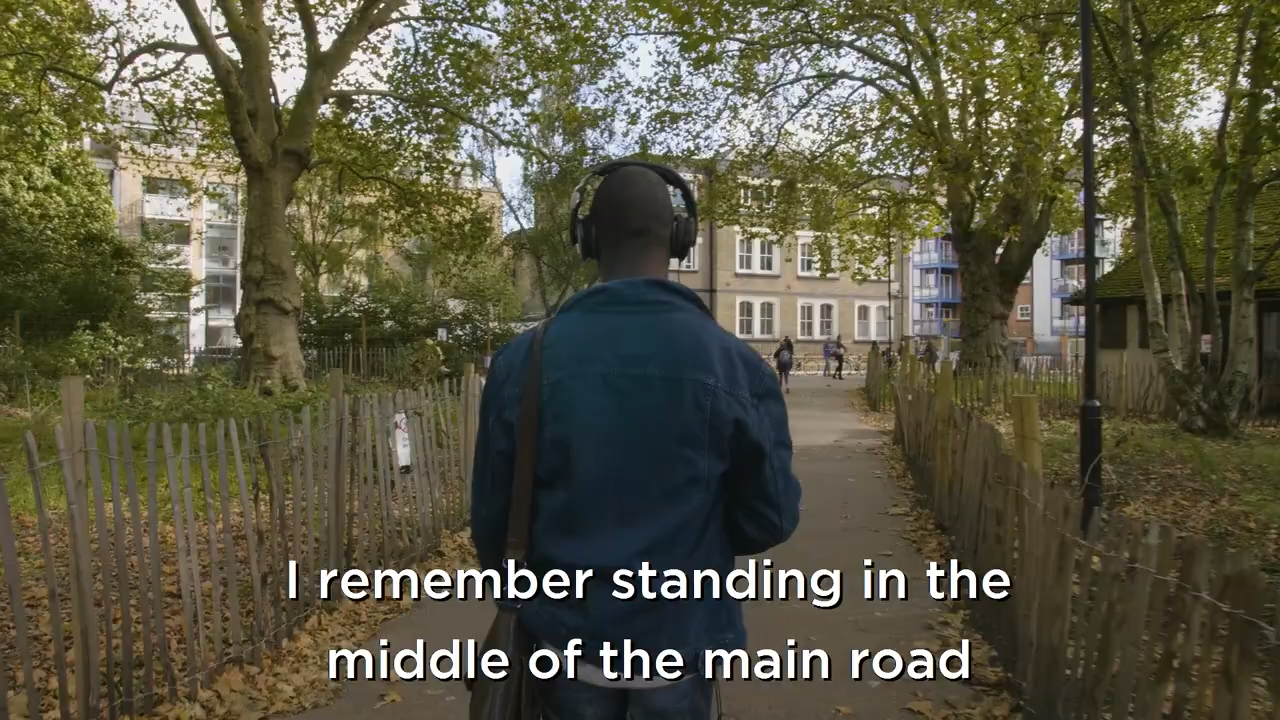 I remember standing in the
middle of the main road